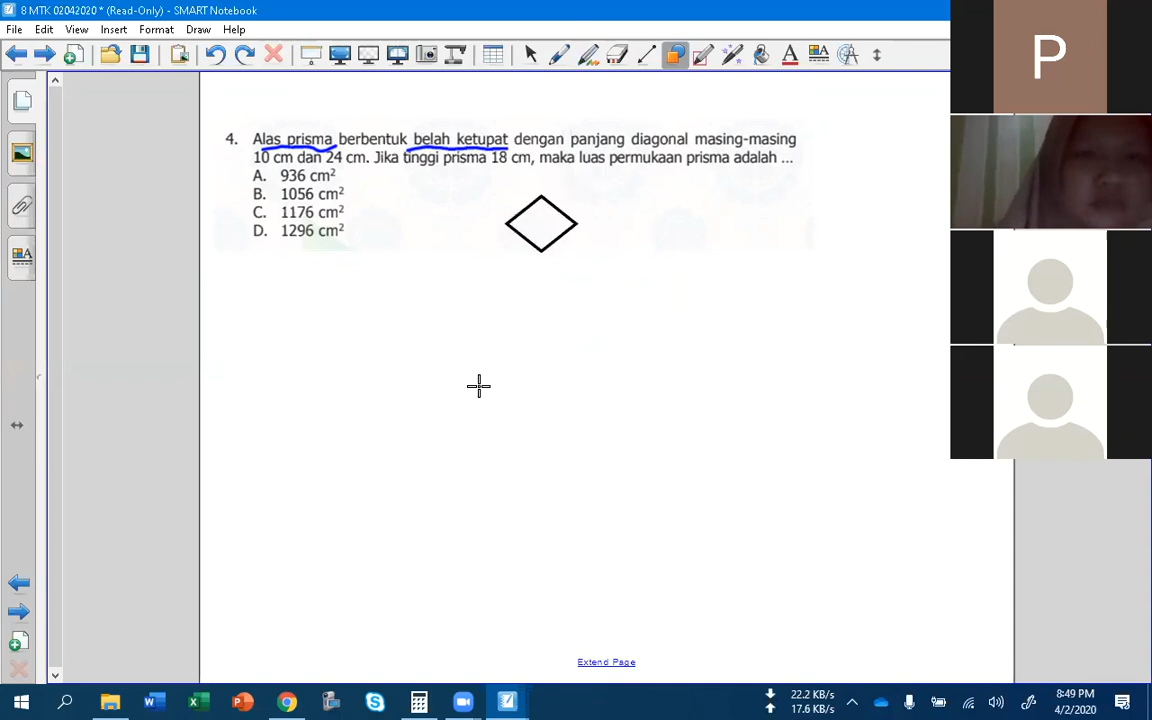 8 MTK 02042020 * (Read-Only) - SMART Notebook
File Edit View Insert Format Draw Help
P
4. Alas prisma berbentuk belah ketupat dengan panjang diagonal masing-masing
10 cm dan 24 cm. Jika tinggi prisma 18 cm, maka luas permukaan prisma adalah ...
A. 936 cm²
B. 1056 cm²
C. 1176 cm²
D. 1296 cm²
Extend Page
22.2 KB/s
17.6 KB/s
8:49 PM
4/2/2020